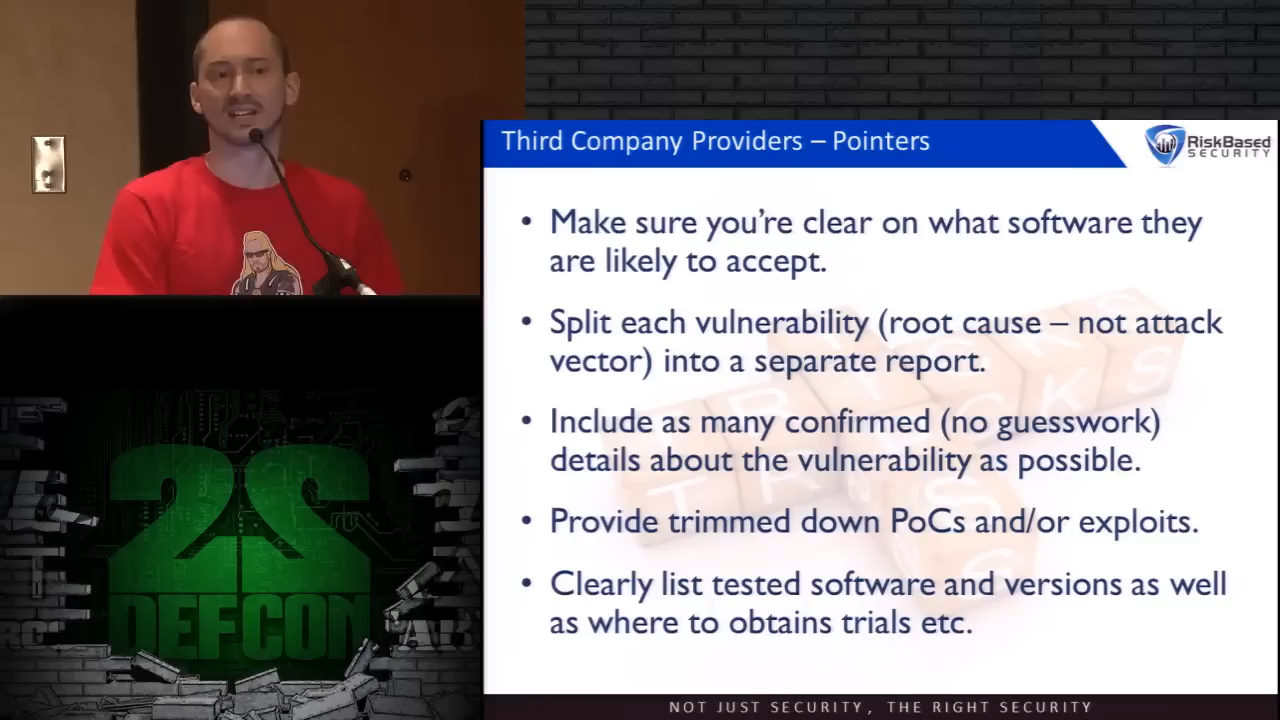 Third Company Providers – Pointers
RiskBased
SECURITY
• Make sure you’re clear on what software they
are likely to accept.
• Split each vulnerability (root cause – not attack
vector) into a separate report.
• Include as many confirmed (no guesswork)
details about the vulnerability as possible.
• Provide trimmed down PoCs and/or exploits.
• Clearly list tested software and versions as well
as where to obtains trials etc.
NOT JUST SECURITY, THE RIGHT SECURITY
22
DEFCON